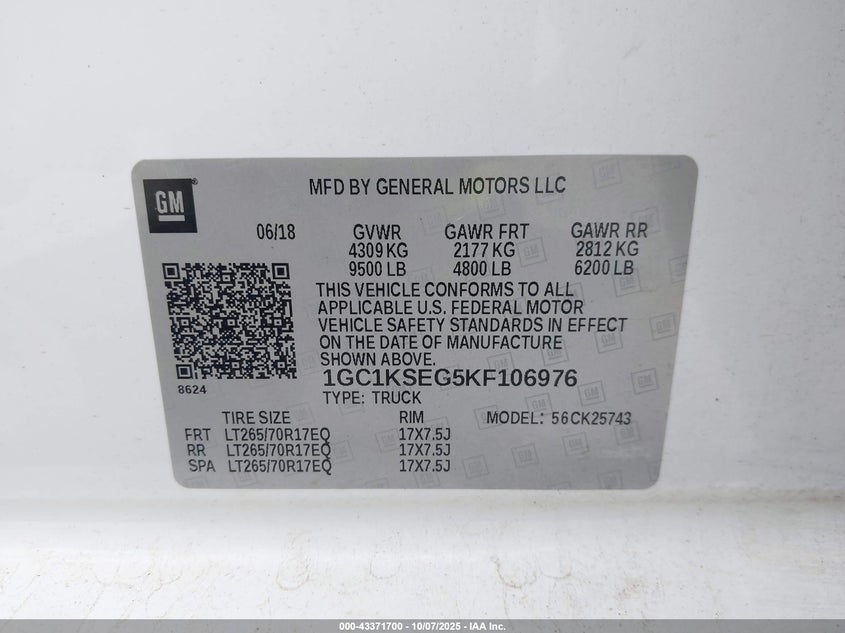 GM
MFD BY GENERAL MOTORS LLC
06/18 GVWR GAWR FRT GAWR RR
4309 KG 2177 KG 2812 KG
9500 LB 4800 LB 6200 LB
THIS VEHICLE CONFORMS TO ALL
APPLICABLE U.S. FEDERAL MOTOR
VEHICLE SAFETY STANDARDS IN EFFECT
ON THE DATE OF MANUFACTURE
SHOWN ABOVE.
8624
1GC1KSEG5KF106976
TYPE: TRUCK
TIRE SIZE RIM MODEL: 56CK25743
FRT LT265/70R17EQ 17X7.5J
RR LT265/70R17EQ 17X7.5J
SPA LT265/70R17EQ 17X7.5J
000-43371700 - 10/07/2025 - IAA Inc.